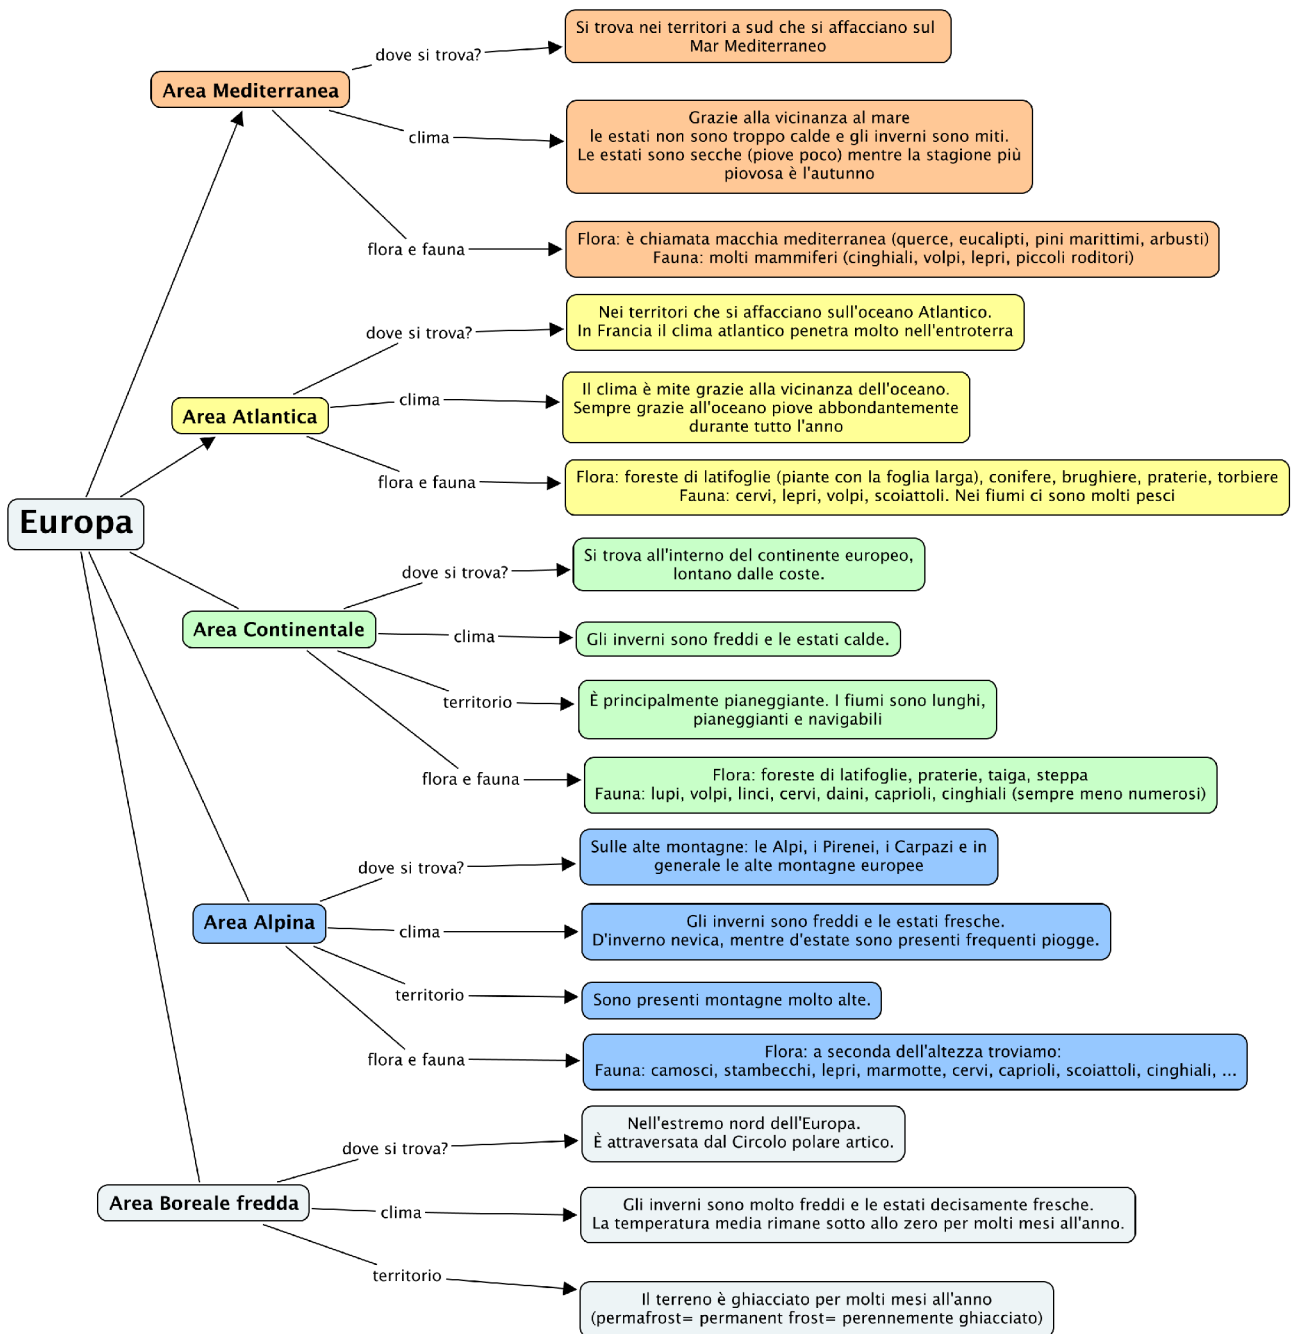 Europa
Area Mediterranea
dove si trova?
Si trova nei territori a sud che si affacciano sul
Mar Mediterraneo
clima
Grazie alla vicinanza al mare
le estati non sono troppo calde e gli inverni sono miti.
Le estati sono secche (piove poco) mentre la stagione più
piovosa è l'autunno
flora e fauna
Flora: è chiamata macchia mediterranea (querce, eucalipti, pini marittimi, arbusti)
Fauna: molti mammiferi (cinghiali, volpi, lepri, piccoli roditori)
Area Atlantica
dove si trova?
Nei territori che si affacciano sull'oceano Atlantico.
In Francia il clima atlantico penetra molto nell'entroterra
clima
Il clima è mite grazie alla vicinanza dell'oceano.
Sempre grazie all'oceano piove abbondantemente
durante tutto l'anno
flora e fauna
Flora: foreste di latifoglie (piante con la foglia larga), conifere, brughiere, praterie, torbiere
Fauna: cervi, lepri, volpi, scoiattoli. Nei fiumi ci sono molti pesci
Area Continentale
dove si trova?
Si trova all'interno del continente europeo,
lontano dalle coste.
clima
Gli inverni sono freddi e le estati calde.
territorio
È principalmente pianeggiante. I fiumi sono lunghi,
pianeggianti e navigabili
flora e fauna
Flora: foreste di latifoglie, praterie, taiga, steppa
Fauna: lupi, volpi, linci, cervi, daini, caprioli, cinghiali (sempre meno numerosi)
Area Alpina
dove si trova?
Sulle alte montagne: le Alpi, i Pirenei, i Carpazi e in
generale le alte montagne europee
clima
Gli inverni sono freddi e le estati fresche.
D'inverno nevica, mentre d'estate sono presenti frequenti piogge.
territorio
Sono presenti montagne molto alte.
flora e fauna
Flora: a seconda dell'altezza troviamo:
Fauna: camosci, stambecchi, lepri, marmotte, cervi, caprioli, scoiattoli, cinghiali, ...
Area Boreale fredda
dove si trova?
Nell'estremo nord dell'Europa.
È attraversata dal Circolo polare artico.
clima
Gli inverni sono molto freddi e le estati decisamente fresche.
La temperatura media rimane sotto allo zero per molti mesi all'anno.
territorio
Il terreno è ghiacciato per molti mesi all'anno
(permafrost= permanent frost= perennemente ghiacciato)